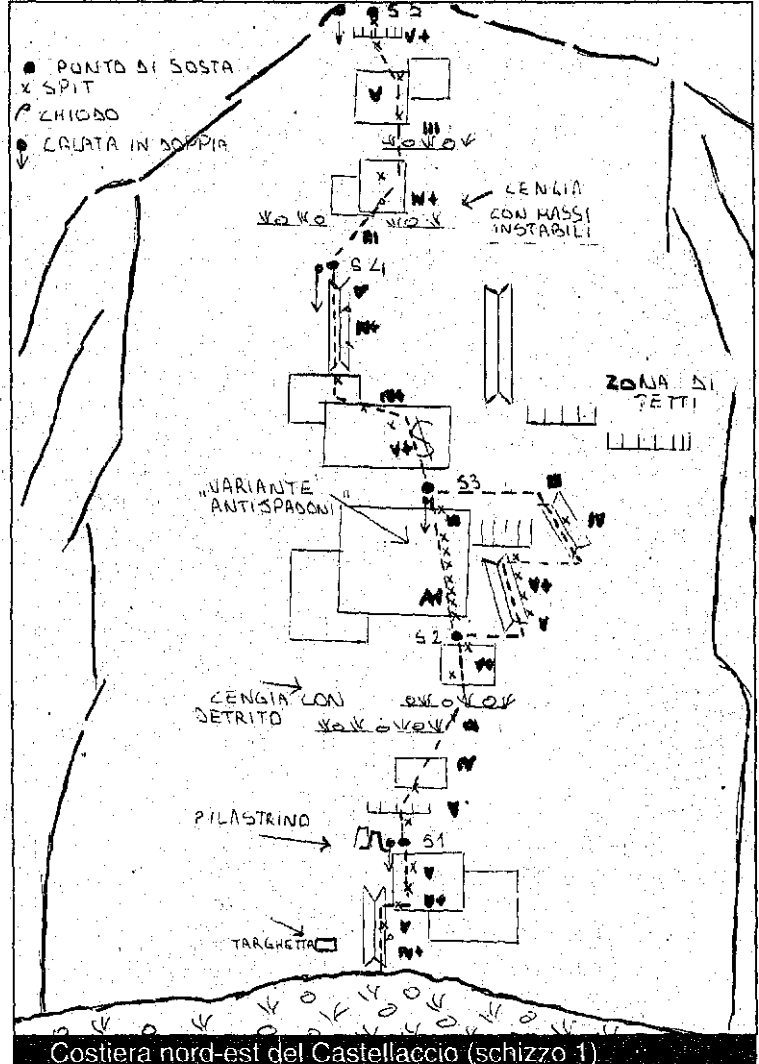 S5
V+
PUNTO DI SOSTA
x SPIT
CHIODO
CALATA IN DOPPIA
V
III
IV+
CENGIA
CON MASSI
INSTABILI
III
S4
V
IV+
ZONA DI
TETTI
IV+
V+
S3
III
"VARIANTE
ANTISPADONI"
IV
A1
V+
V
S2
V+
CENGIA CON
DETRITO
III
IV
V
PILASTRINO
S1
V
V+
V
TARGHETTA
IV+
Costiera nord-est del Castellaccio (schizzo 1)